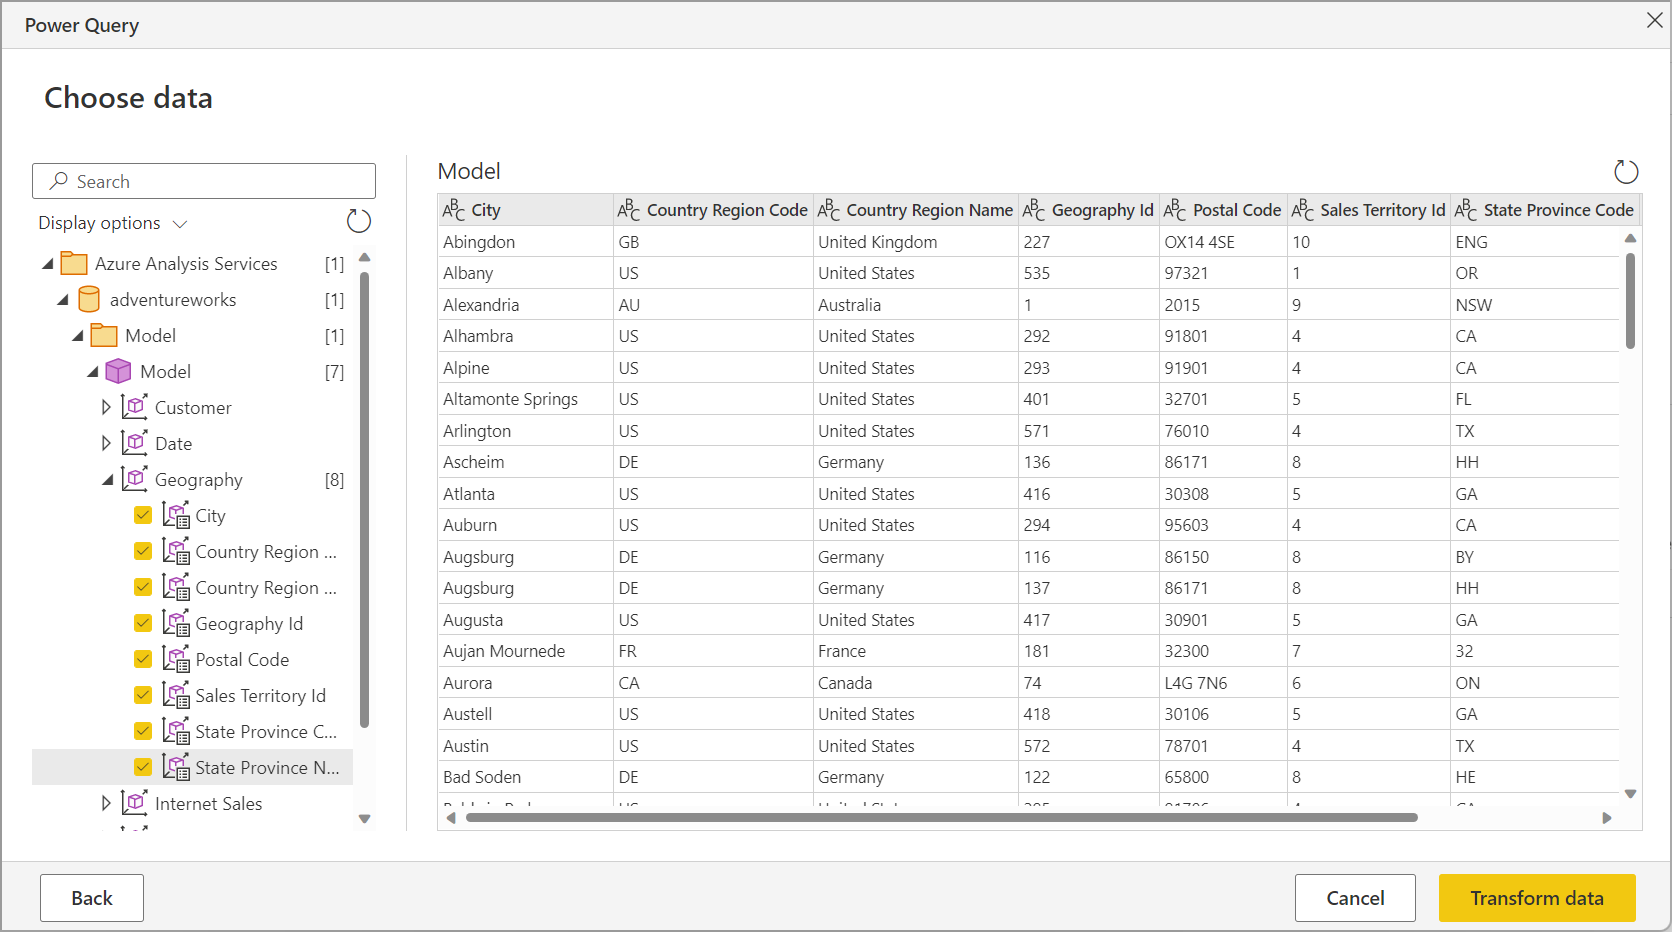 Power Query
Choose data
Search
Display options
Azure Analysis Services [1]
adventureworks [1]
Model [1]
Model [7]
Customer
Date
Geography [8]
City
Country Region ...
Country Region ...
Geography Id
Postal Code
Sales Territory Id
State Province C...
State Province N...
Internet Sales
Model
ABC City ABC Country Region Code ABC Country Region Name ABC Geography Id ABC Postal Code ABC Sales Territory Id ABC State Province Code
Abingdon GB United Kingdom 227 OX14 4SE 10 ENG
Albany US United States 535 97321 1 OR
Alexandria AU Australia 1 2015 9 NSW
Alhambra US United States 292 91801 4 CA
Alpine US United States 293 91901 4 CA
Altamonte Springs US United States 401 32701 5 FL
Arlington US United States 571 76010 4 TX
Ascheim DE Germany 136 86171 8 HH
Atlanta US United States 416 30308 5 GA
Auburn US United States 294 95603 4 CA
Augsburg DE Germany 116 86150 8 BY
Augsburg DE Germany 137 86171 8 HH
Augusta US United States 417 30901 5 GA
Aujan Mournede FR France 181 32300 7 32
Aurora CA Canada 74 L4G 7N6 6 ON
Austell US United States 418 30106 5 GA
Austin US United States 572 78701 4 TX
Bad Soden DE Germany 122 65800 8 HE
Back
Cancel
Transform data